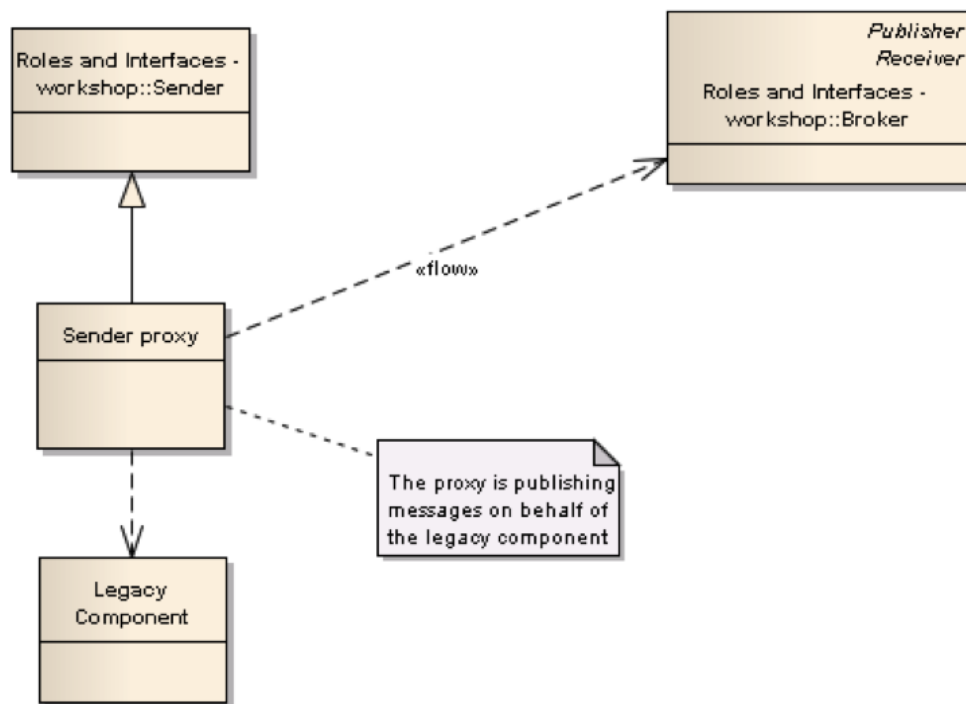 Roles and Interfaces -
workshop::Sender
Publisher
Receiver
Roles and Interfaces -
workshop::Broker
«flow»
Sender proxy
The proxy is publishing
messages on behalf of
the legacy component
Legacy
Component